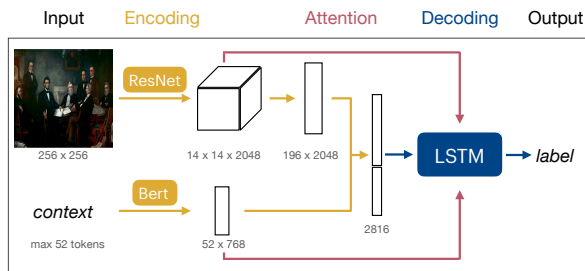 Input Encoding Attention Decoding Output
ResNet
256 x 256
14 x 14 x 2048
196 x 2048
LSTM
label
Bert
context
max 52 tokens
52 x 768
2816